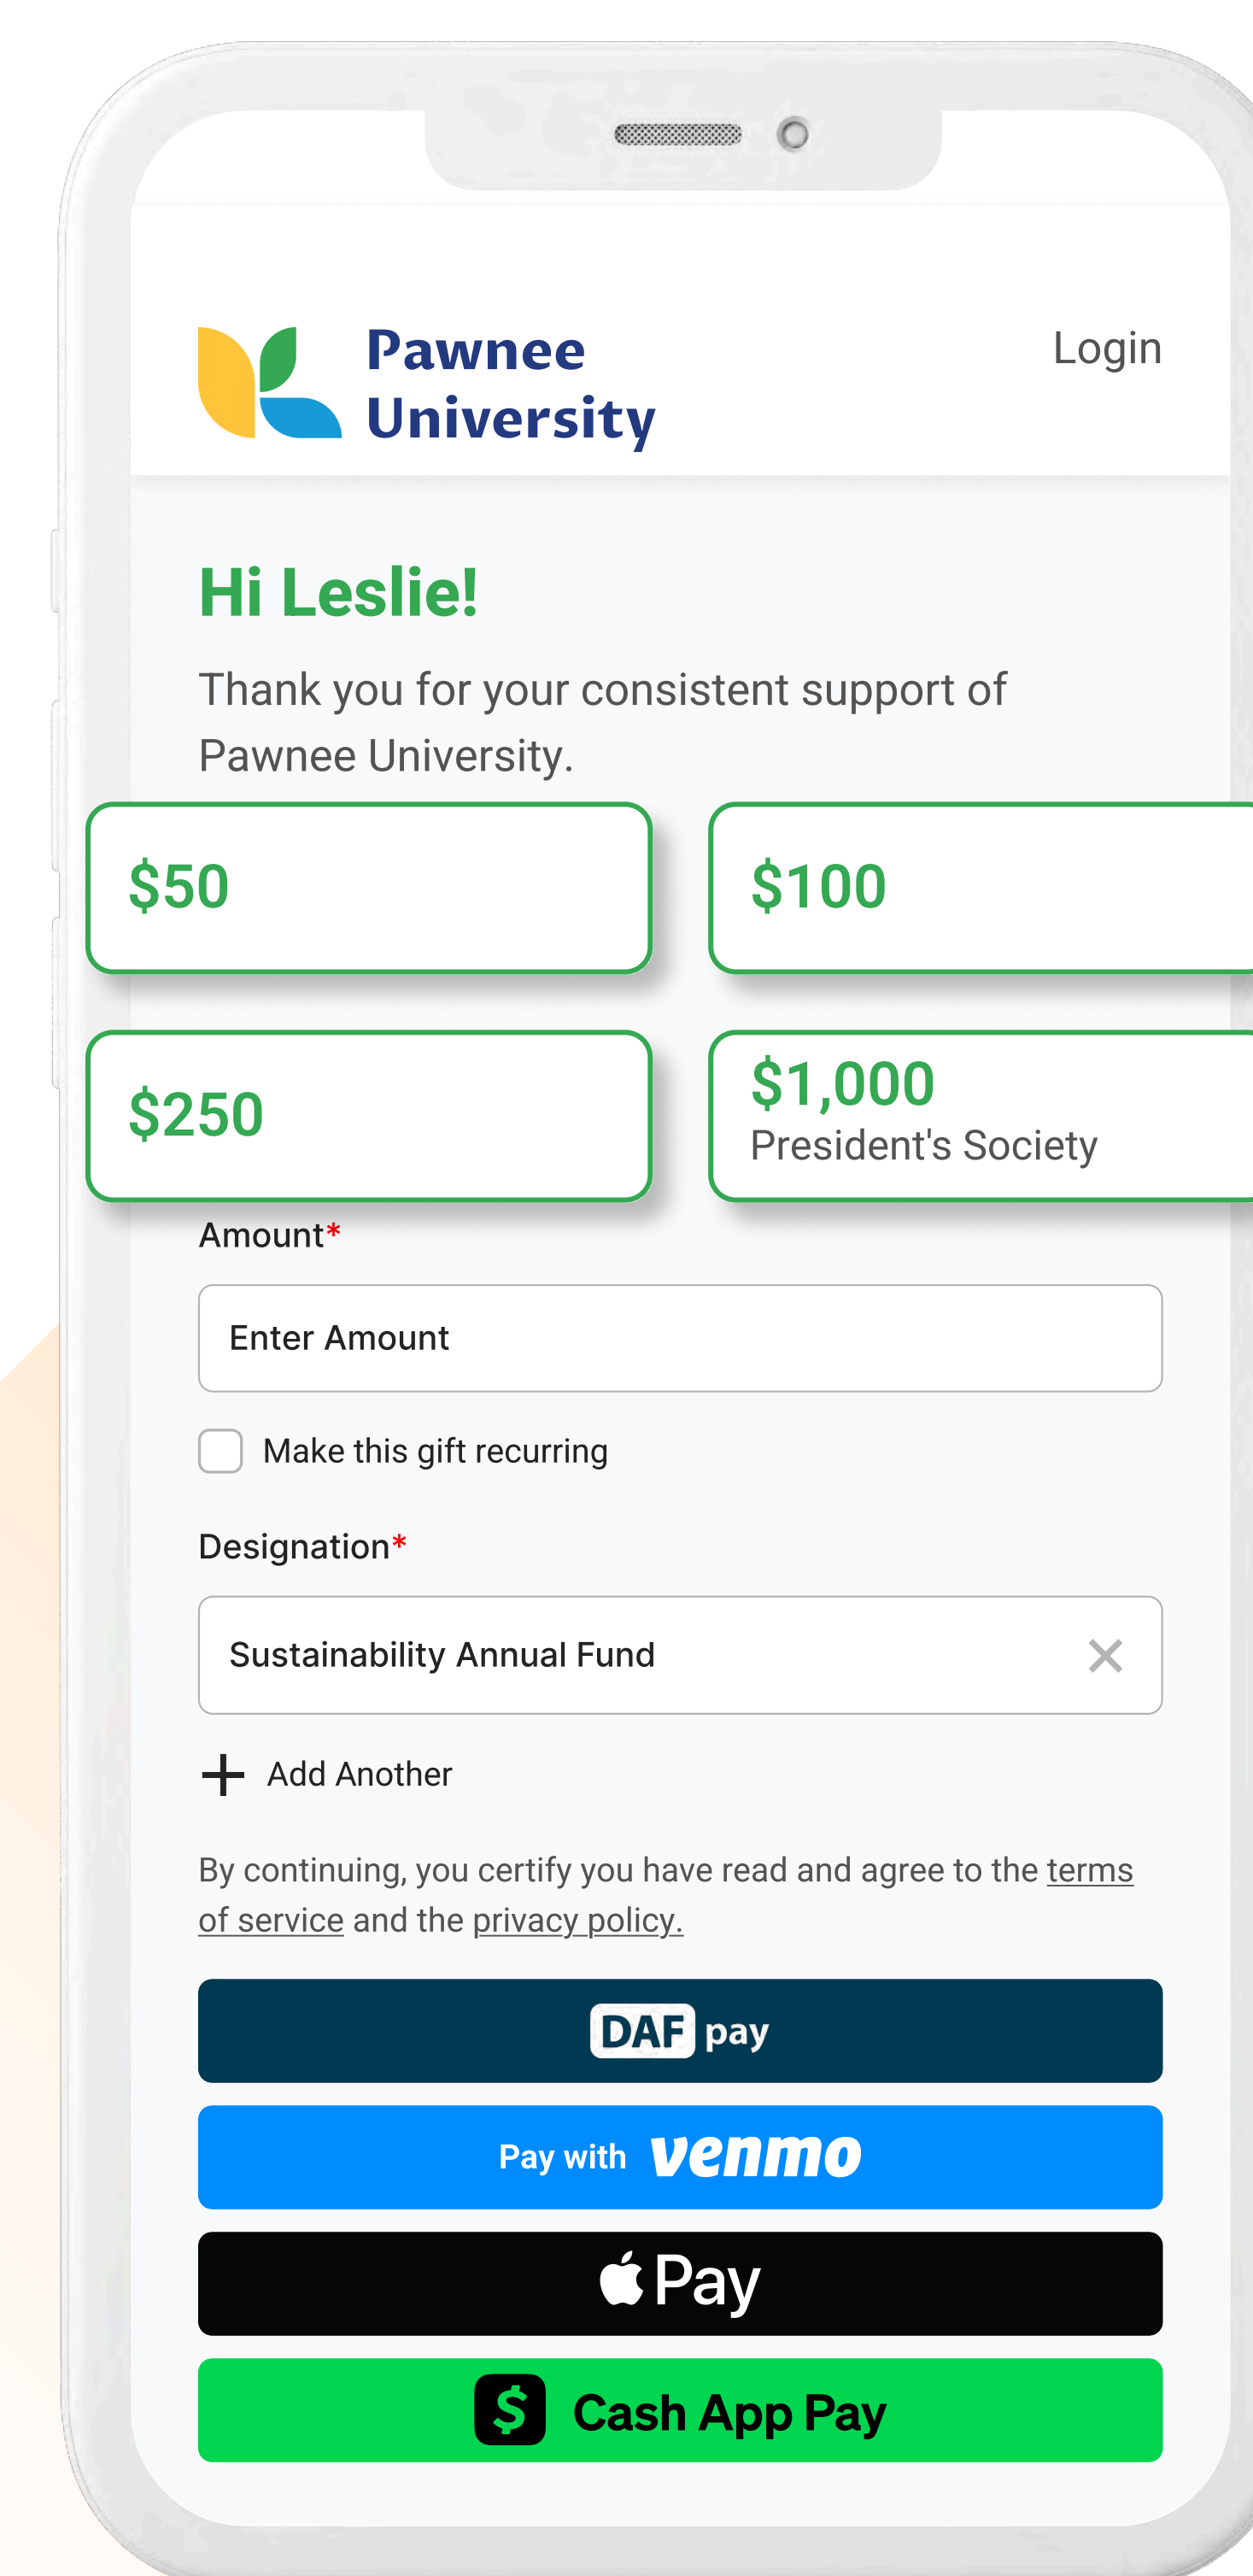 Pawnee
University
Login
Hi Leslie!
Thank you for your consistent support of
Pawnee University.
$50
$100
$250
$1,000
President's Society
Amount*
Enter Amount
Make this gift recurring
Designation*
Sustainability Annual Fund
Add Another
By continuing, you certify you have read and agree to the terms
of service and the privacy policy.
DAF pay
Pay with venmo
Pay
$ Cash App Pay